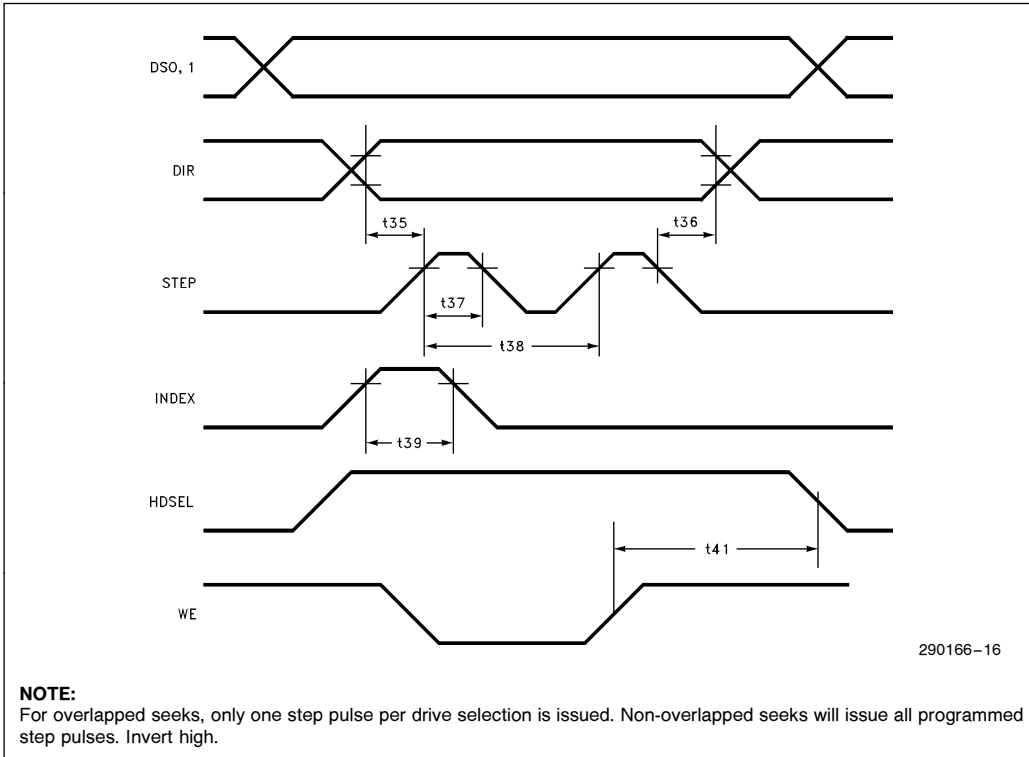 DSO, 1
DIR
t35
t36
STEP
t37
t38
INDEX
t39
HDSEL
t41
WE
290166–16
NOTE:
For overlapped seeks, only one step pulse per drive selection is issued. Non-overlapped seeks will issue all programmed
step pulses. Invert high.